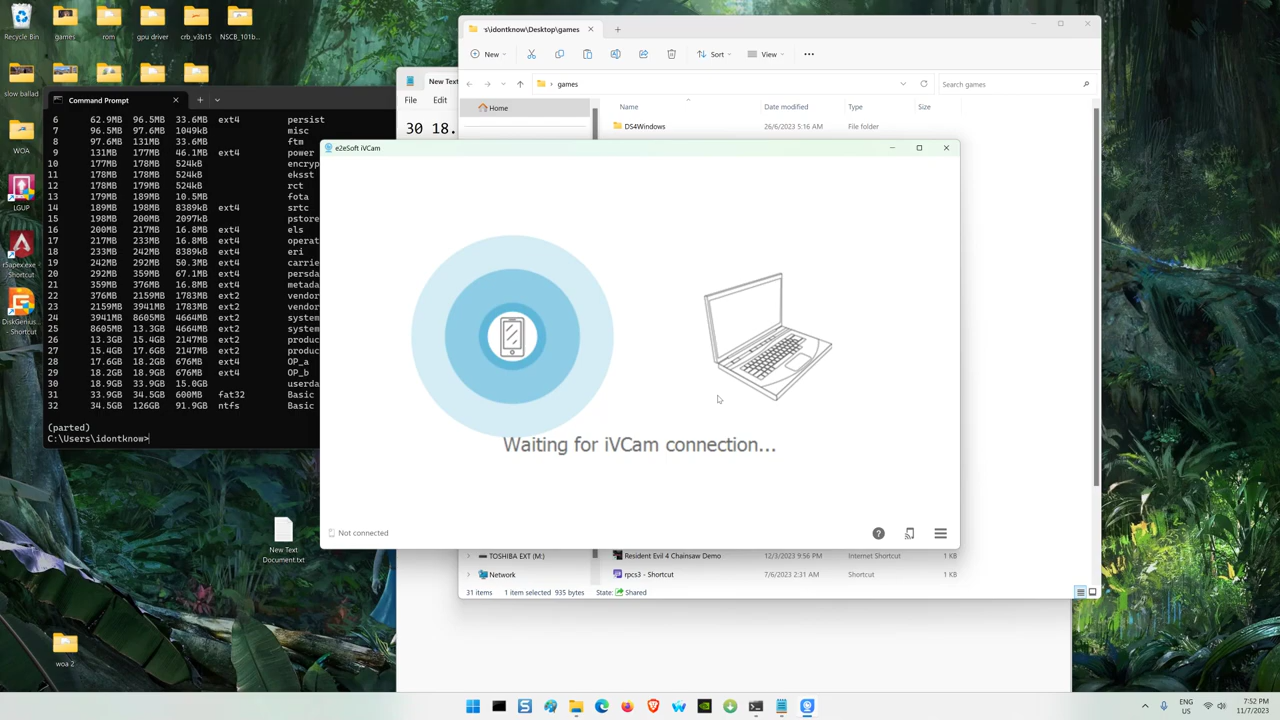 Recycle Bin
games
rom
gpu driver
crb_v3b15
NSCB_101b...
slow ballad
WOA
LGUP
r5apex.exe -
Shortcut
DiskGenius...
- Shortcut
New Text
Document.txt
woa 2
Command Prompt
6 62.9MB 96.5MB 33.6MB ext4 persist
7 96.5MB 97.6MB 1049kB misc
8 97.6MB 131MB 33.6MB ftm
9 131MB 177MB 46.1MB ext4 power
10 177MB 178MB 524kB encryp
11 178MB 178MB 524kB eksst
12 178MB 179MB 524kB rct
13 179MB 189MB 10.5MB fota
14 189MB 198MB 8389kB ext4 srtc
15 198MB 200MB 2097kB pstore
16 200MB 217MB 16.8MB ext4 els
17 217MB 233MB 16.8MB ext4 operat
18 233MB 242MB 8389kB ext4 eri
19 242MB 292MB 50.3MB ext4 carrie
20 292MB 359MB 67.1MB ext4 persda
21 359MB 376MB 16.8MB ext4 metada
22 376MB 2159MB 1783MB ext2 vendor
23 2159MB 3941MB 1783MB ext2 vendor
24 3941MB 8605MB 4664MB ext2 system
25 8605MB 13.3GB 4664MB ext2 system
26 13.3GB 15.4GB 2147MB ext2 produc
27 15.4GB 17.6GB 2147MB ext2 produc
28 17.6GB 18.2GB 676MB ext4 OP_a
29 18.2GB 18.9GB 676MB ext4 OP_b
30 18.9GB 33.9GB 15.0GB userda
31 33.9GB 34.5GB 600MB fat32 Basic
32 34.5GB 126GB 91.9GB ntfs Basic
(parted)
C:\Users\idontknow>
New Text
File Edit
30 18.
s\idontknow\Desktop\games
New
Sort
View
games
Search games
Home
Name Date modified Type Size
DS4Windows 26/6/2023 5:16 AM File folder
e2eSoft iVCam
Waiting for iVCam connection...
Not connected
TOSHIBA EXT (M:)
Network
Resident Evil 4 Chainsaw Demo 12/3/2023 9:56 PM Internet Shortcut 1 KB
rpcs3 - Shortcut 7/6/2023 2:31 AM Shortcut 1 KB
31 items 1 item selected 935 bytes State: Shared
ENG
US
7:52 PM
11/7/2023